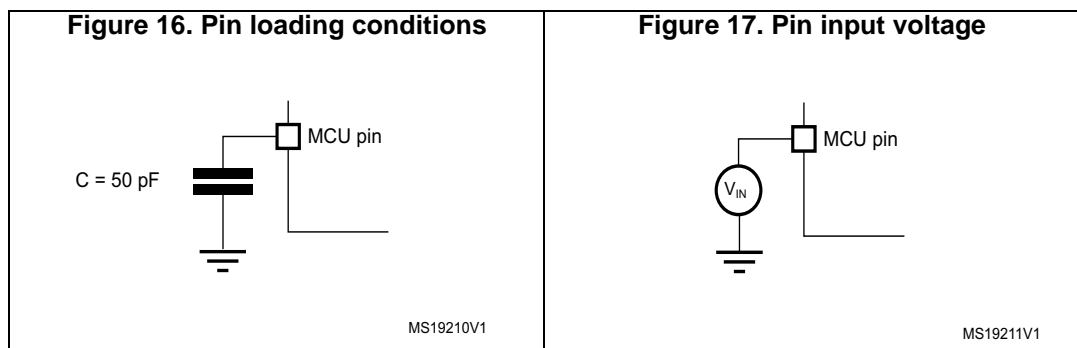 Figure 16. Pin loading conditions
MCU pin
C = 50 pF
MS19210V1
Figure 17. Pin input voltage
MCU pin
VIN
MS19211V1